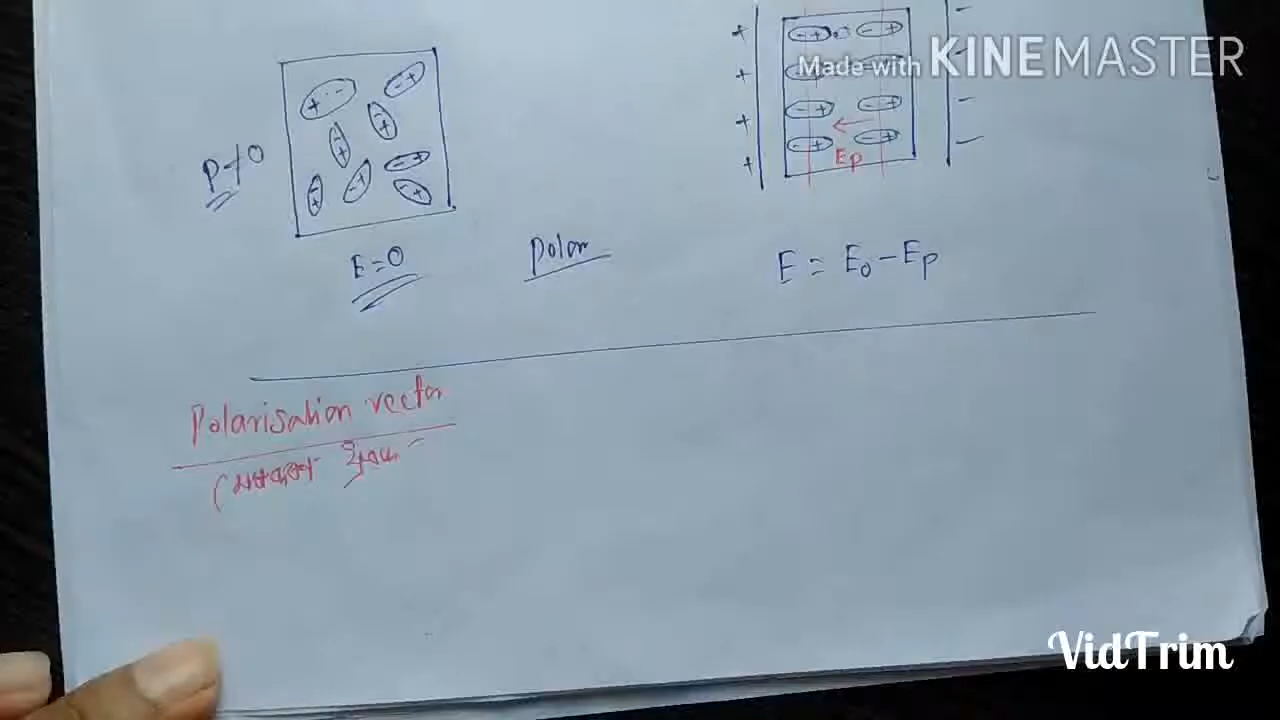 Made with KINEMASTER
P ≠ 0
E = 0
Polar
Ep
E = E₀ - Ep
Polarisation vector
VidTrim